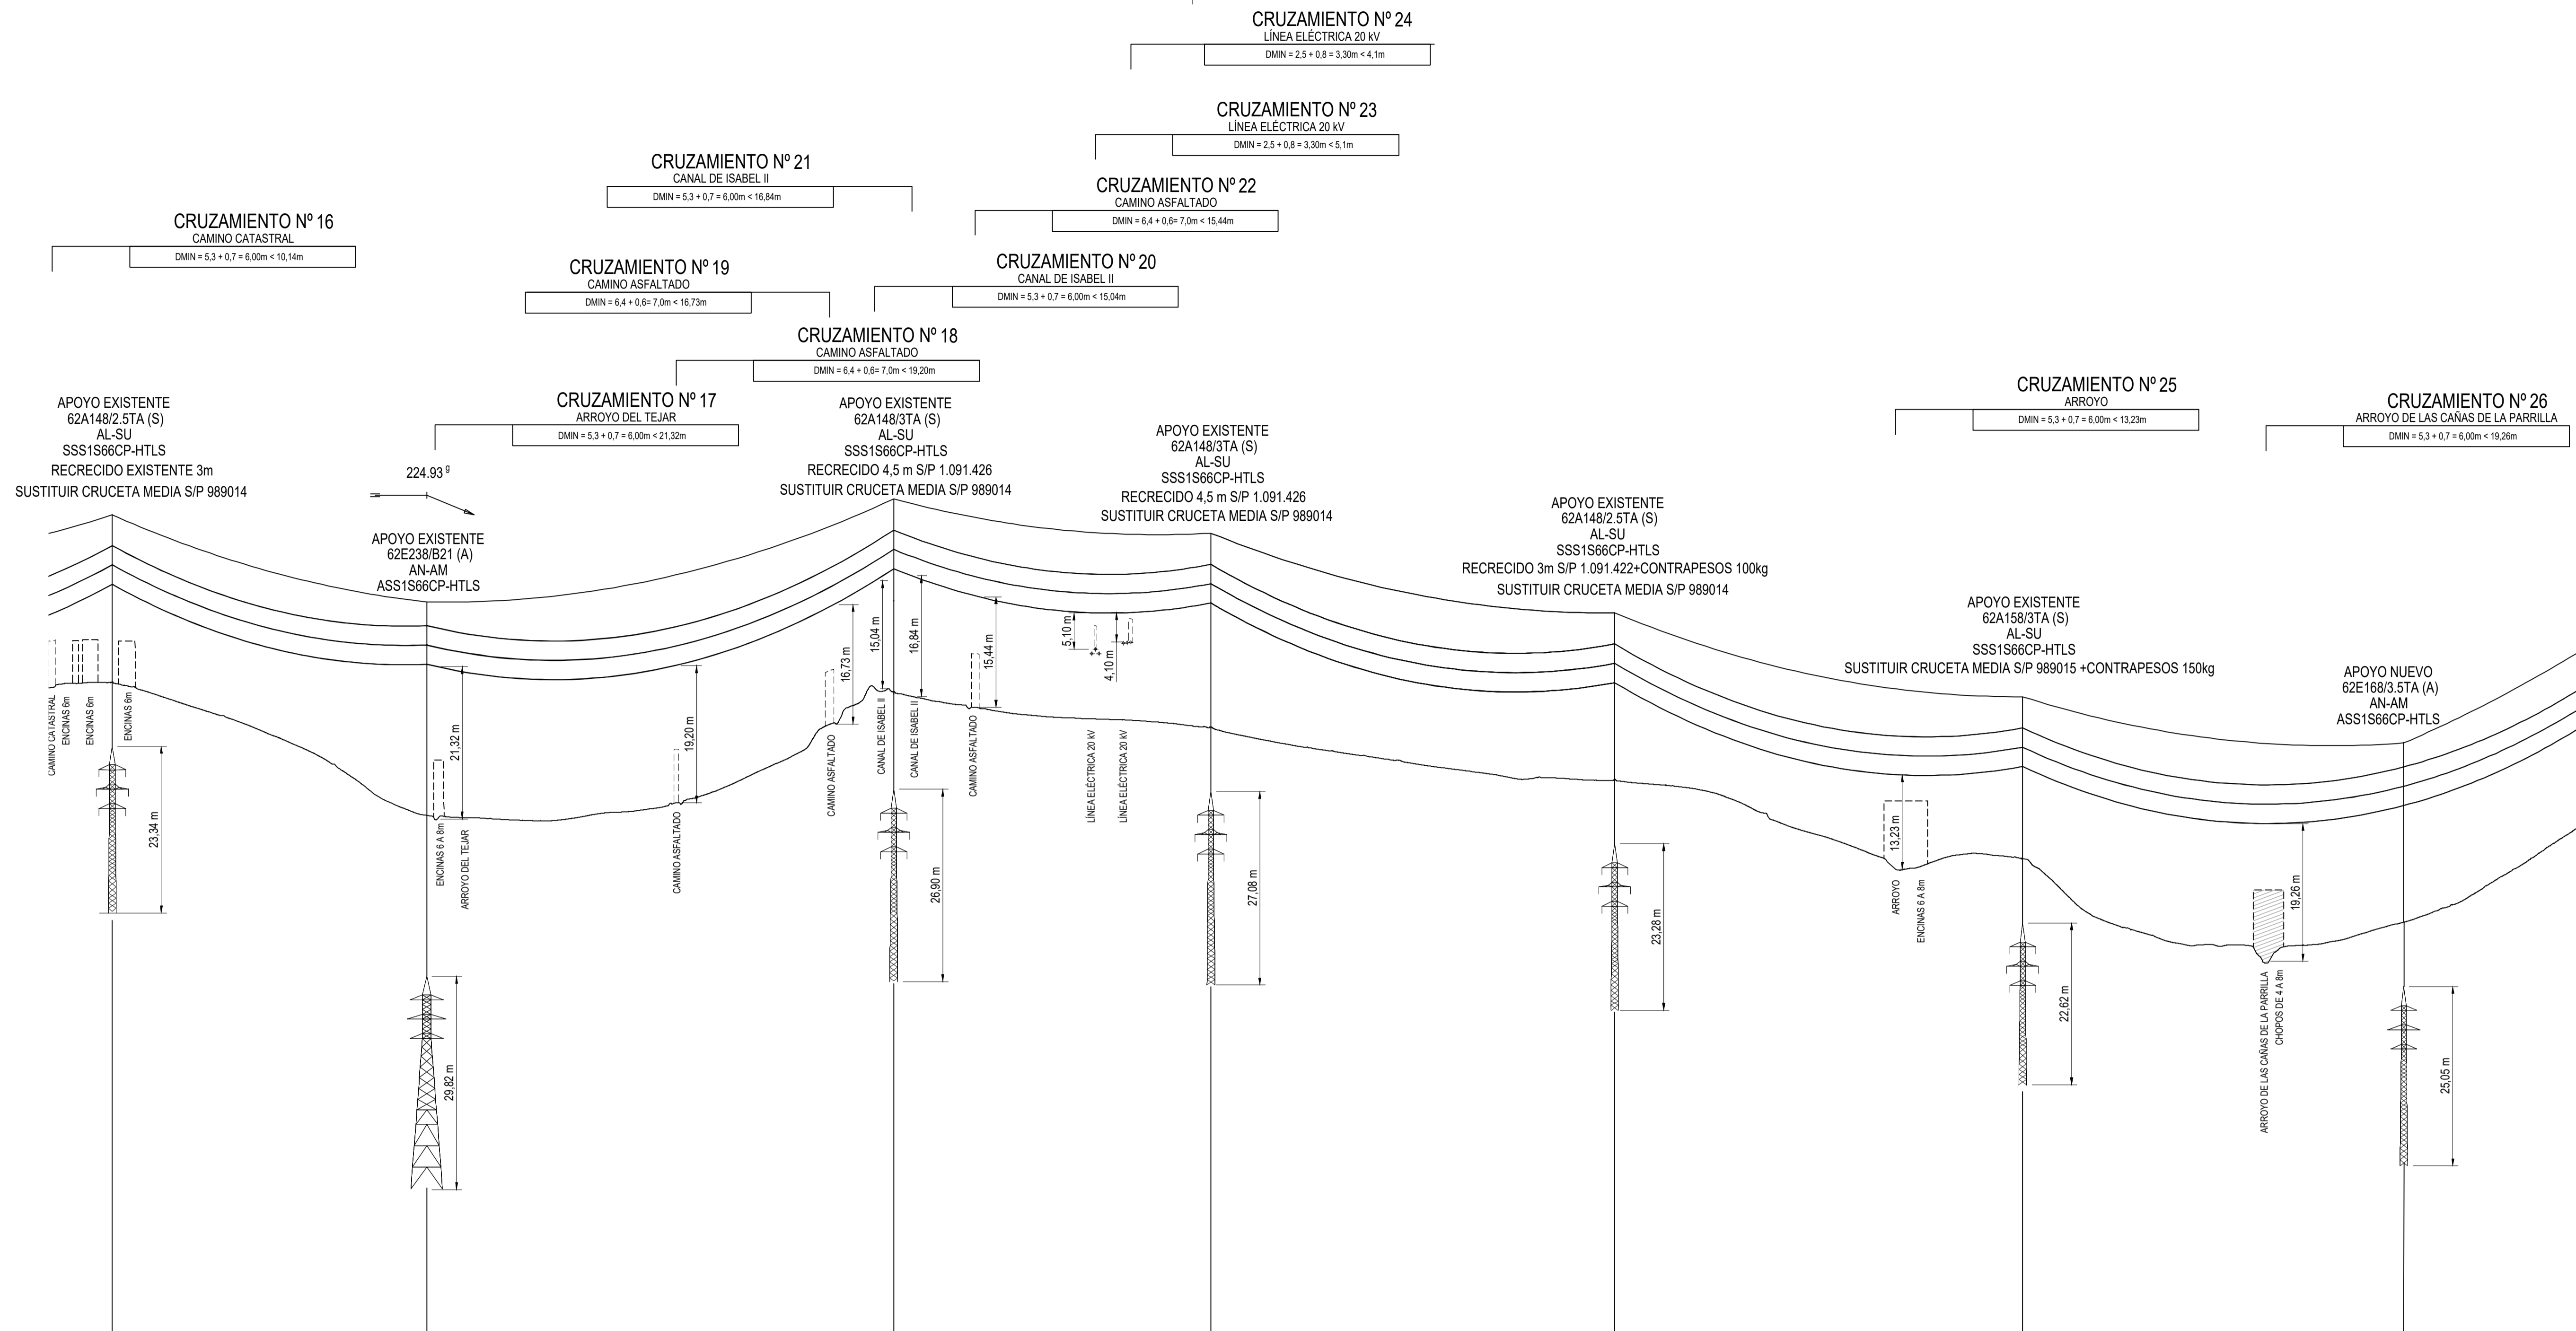 CRUZAMIENTO Nº 24
LÍNEA ELÉCTRICA 20 kV
DMIN = 2,5 + 0,8 = 3,30m < 4,1m
CRUZAMIENTO Nº 23
LÍNEA ELÉCTRICA 20 kV
DMIN = 2,5 + 0,8 = 3,30m < 5,1m
CRUZAMIENTO Nº 21
CANAL DE ISABEL II
DMIN = 5,3 + 0,7 = 6,00m < 16,84m
CRUZAMIENTO Nº 22
CAMINO ASFALTADO
DMIN = 6,4 + 0,6= 7,0m < 15,44m
CRUZAMIENTO Nº 16
CAMINO CATASTRAL
DMIN = 5,3 + 0,7 = 6,00m < 10,14m
CRUZAMIENTO Nº 19
CAMINO ASFALTADO
DMIN = 6,4 + 0,6= 7,0m < 16,73m
CRUZAMIENTO Nº 20
CANAL DE ISABEL II
DMIN = 5,3 + 0,7 = 6,00m < 15,04m
CRUZAMIENTO Nº 18
CAMINO ASFALTADO
DMIN = 6,4 + 0,6= 7,0m < 19,20m
CRUZAMIENTO Nº 17
ARROYO DEL TEJAR
DMIN = 5,3 + 0,7 = 6,00m < 21,32m
CRUZAMIENTO Nº 25
ARROYO
DMIN = 5,3 + 0,7 = 6,00m < 13,23m
CRUZAMIENTO Nº 26
ARROYO DE LAS CAÑAS DE LA PARRILLA
DMIN = 5,3 + 0,7 = 6,00m < 19,26m
APOYO EXISTENTE
62A148/2.5TA (S)
AL-SU
SSS1S66CP-HTLS
RECRECIDO EXISTENTE 3m
SUSTITUIR CRUCETA MEDIA S/P 989014
224.93 g
APOYO EXISTENTE
62E238/B21 (A)
AN-AM
ASS1S66CP-HTLS
APOYO EXISTENTE
62A148/3TA (S)
AL-SU
SSS1S66CP-HTLS
RECRECIDO 4,5 m S/P 1.091.426
SUSTITUIR CRUCETA MEDIA S/P 989014
APOYO EXISTENTE
62A148/3TA (S)
AL-SU
SSS1S66CP-HTLS
RECRECIDO 4,5 m S/P 1.091.426
SUSTITUIR CRUCETA MEDIA S/P 989014
APOYO EXISTENTE
62A148/2.5TA (S)
AL-SU
SSS1S66CP-HTLS
RECRECIDO 3m S/P 1.091.422+CONTRAPESOS 100kg
SUSTITUIR CRUCETA MEDIA S/P 989014
APOYO EXISTENTE
62A158/3TA (S)
AL-SU
SSS1S66CP-HTLS
SUSTITUIR CRUCETA MEDIA S/P 989015 +CONTRAPESOS 150kg
APOYO NUEVO
62E168/3.5TA (A)
AN-AM
ASS1S66CP-HTLS
CAMINO CATASTRAL
ENCINAS 6m
ENCINAS 6m
ENCINAS 6m
23,34 m
29,82 m
ENCINAS 6 A 8m
21,32 m
ARROYO DEL TEJAR
CAMINO ASFALTADO
19,20 m
CAMINO ASFALTADO
16,73 m
15,04 m
CANAL DE ISABEL II
16,84 m
CANAL DE ISABEL II
26,90 m
CAMINO ASFALTADO
15,44 m
5,10 m
LÍNEA ELÉCTRICA 20 kV
4,10 m
LÍNEA ELÉCTRICA 20 kV
27,08 m
23,28 m
13,23 m
ARROYO
ENCINAS 6 A 8m
22,62 m
19,26 m
ARROYO DE LAS CAÑAS DE LA PARRILLA
CHOPOS DE 4 A 8m
25,05 m